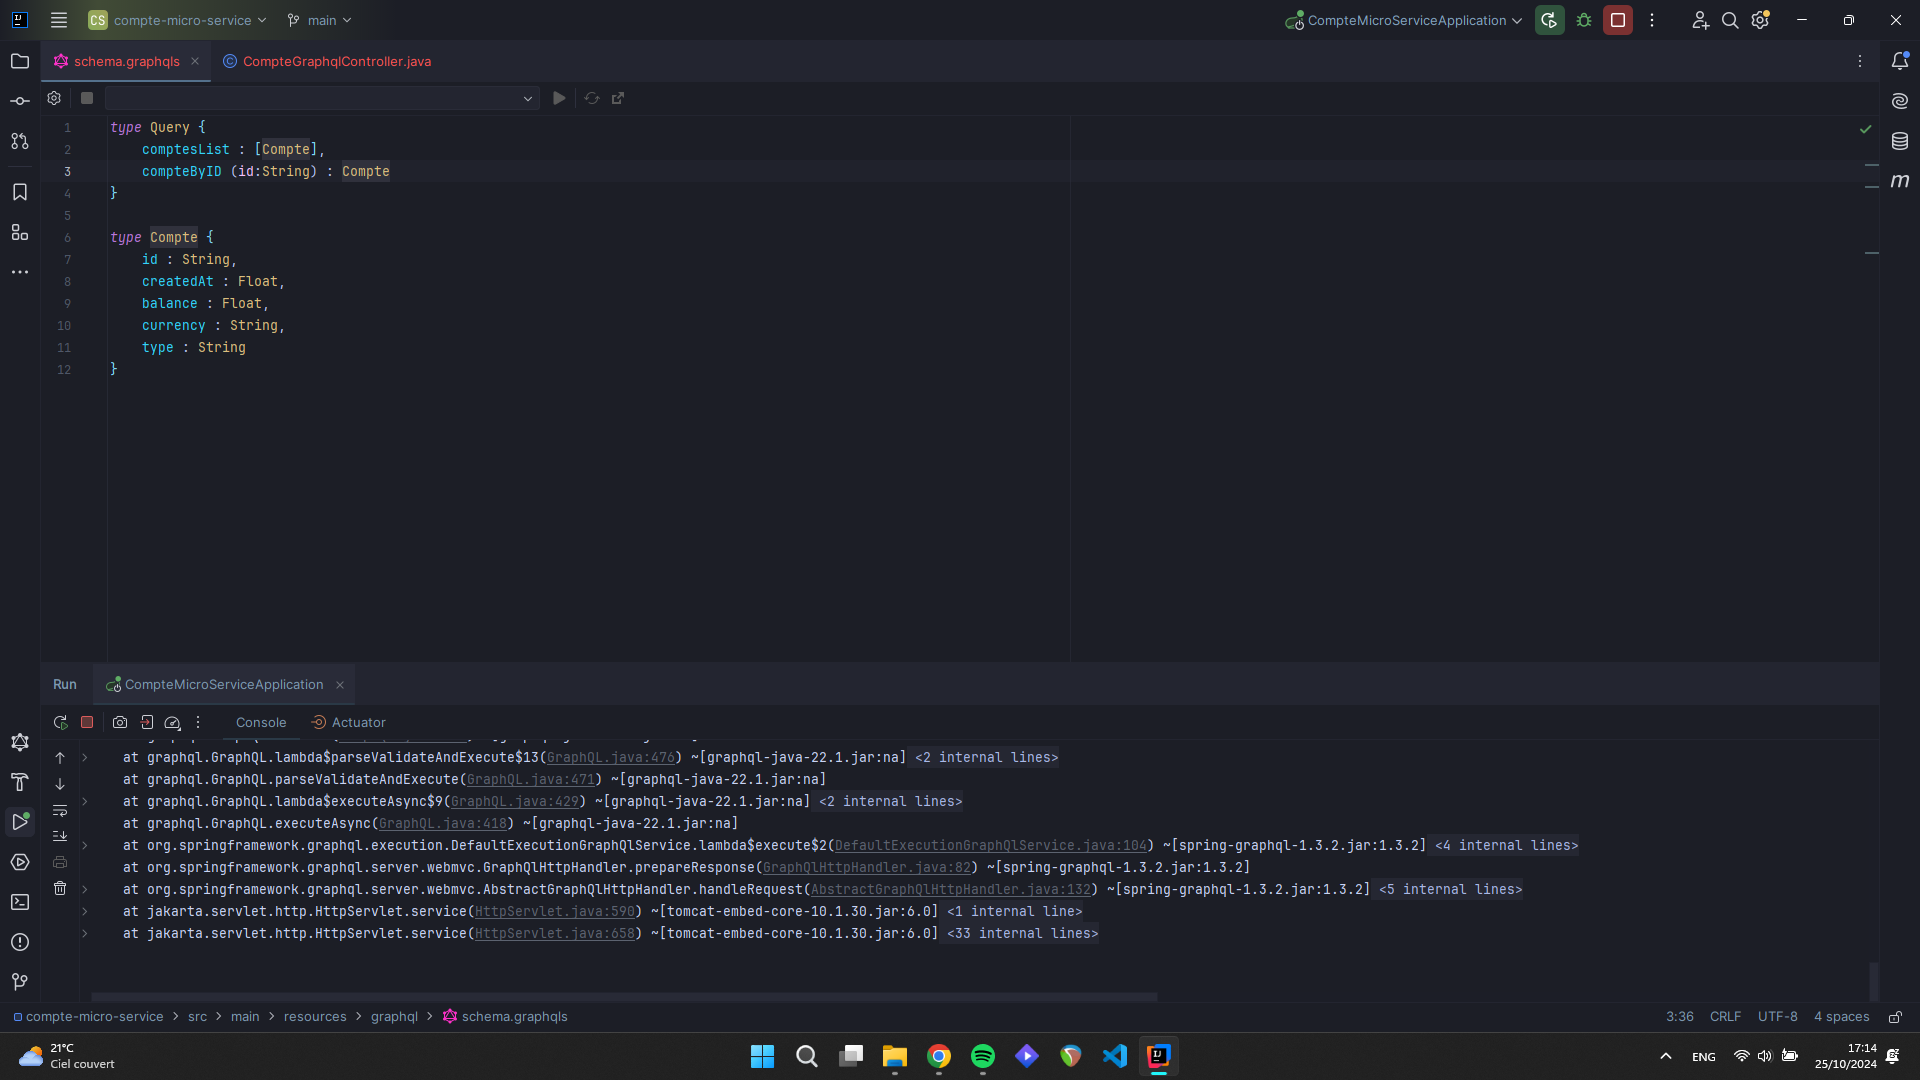 CS compte-micro-service main CompteMicroServiceApplication
schema.graphqls CompteGraphqlController.java
1 type Query {
2 comptesList : [Compte],
3 compteByID (id:String) : Compte
4 }
5
6 type Compte {
7 id : String,
8 createdAt : Float,
9 balance : Float,
10 currency : String,
11 type : String
12 }
Run CompteMicroServiceApplication
Console Actuator
at graphql.GraphQL.lambda$parseValidateAndExecute$13(GraphQL.java:476) ~[graphql-java-22.1.jar:na] <2 internal lines>
at graphql.GraphQL.parseValidateAndExecute(GraphQL.java:471) ~[graphql-java-22.1.jar:na]
at graphql.GraphQL.lambda$executeAsync$9(GraphQL.java:429) ~[graphql-java-22.1.jar:na] <2 internal lines>
at graphql.GraphQL.executeAsync(GraphQL.java:418) ~[graphql-java-22.1.jar:na]
at org.springframework.graphql.execution.DefaultExecutionGraphQlService.lambda$execute$2(DefaultExecutionGraphQlService.java:104) ~[spring-graphql-1.3.2.jar:1.3.2] <4 internal lines>
at org.springframework.graphql.server.webmvc.GraphQlHttpHandler.prepareResponse(GraphQlHttpHandler.java:82) ~[spring-graphql-1.3.2.jar:1.3.2]
at org.springframework.graphql.server.webmvc.AbstractGraphQlHttpHandler.handleRequest(AbstractGraphQlHttpHandler.java:132) ~[spring-graphql-1.3.2.jar:1.3.2] <5 internal lines>
at jakarta.servlet.http.HttpServlet.service(HttpServlet.java:590) ~[tomcat-embed-core-10.1.30.jar:6.0] <1 internal line>
at jakarta.servlet.http.HttpServlet.service(HttpServlet.java:658) ~[tomcat-embed-core-10.1.30.jar:6.0] <33 internal lines>
compte-micro-service > src > main > resources > graphql > schema.graphqls 3:36 CRLF UTF-8 4 spaces
21°C
Ciel couvert
ENG
17:14
25/10/2024